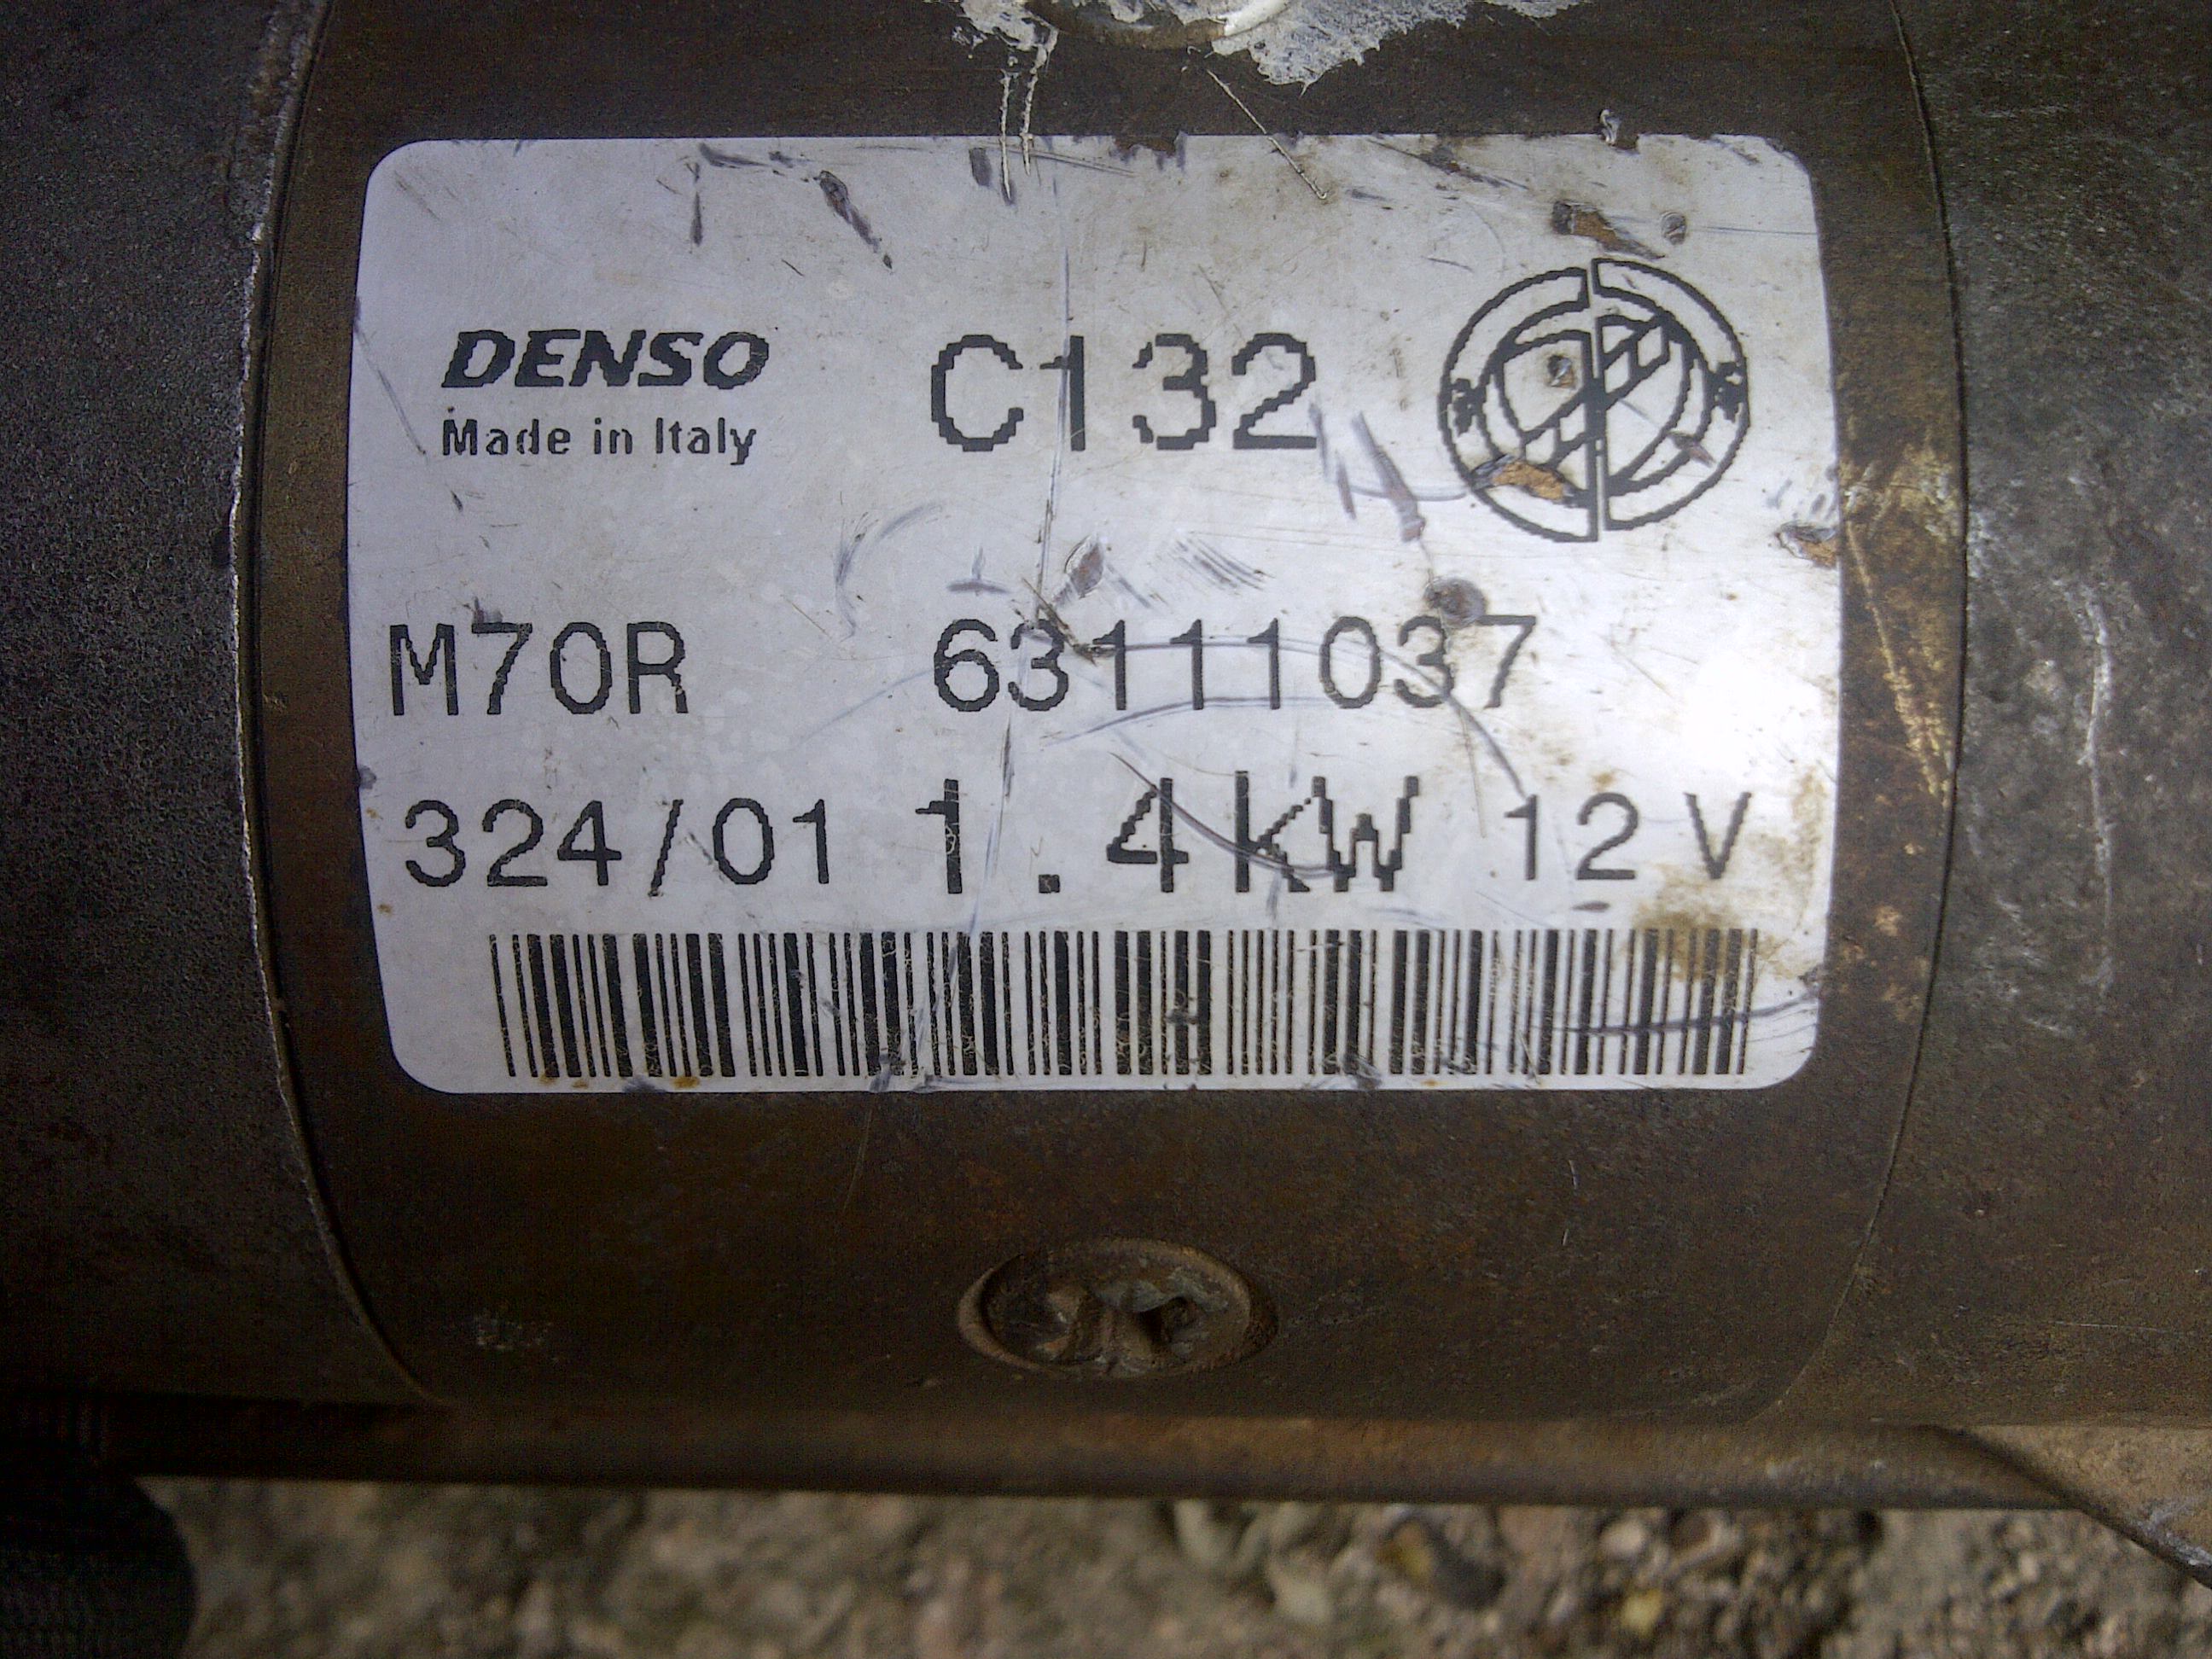 DENSO C132
Made in Italy
M70R 63111037
324/01 1.4kW 12V